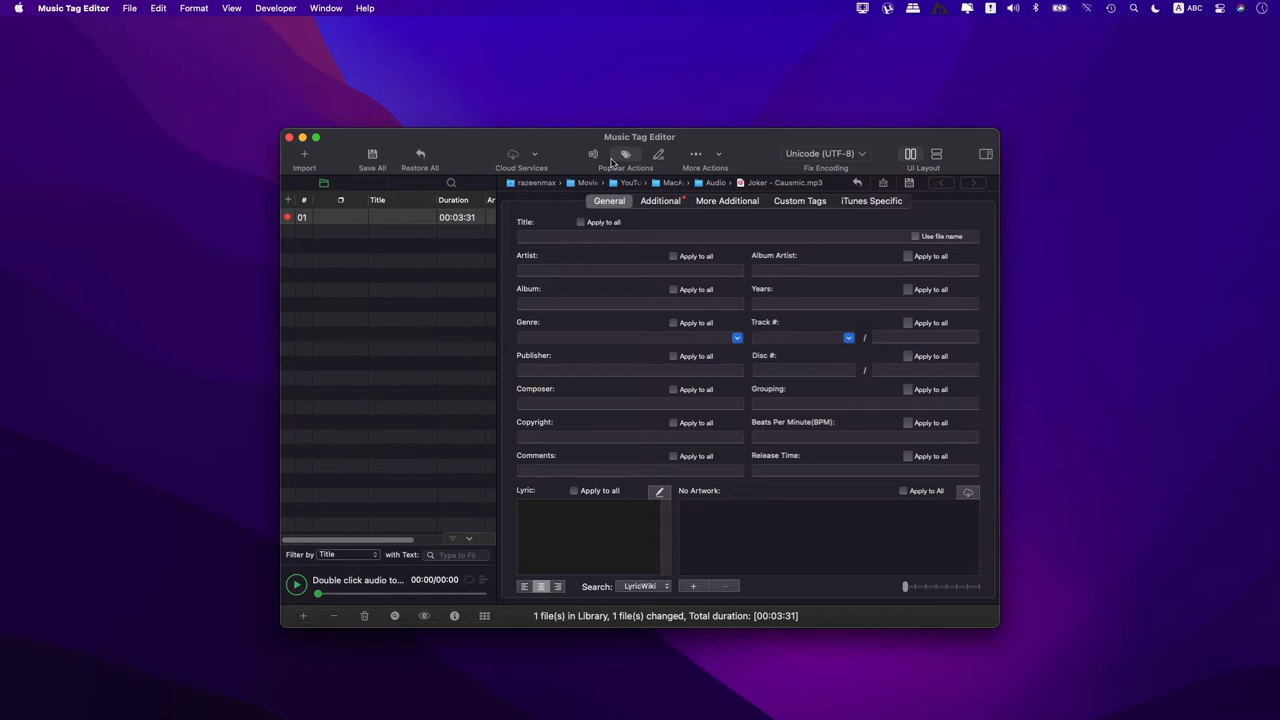 Music Tag Editor File Edit Format View Developer Window Help ABC
Music Tag Editor
Unicode (UTF-8)
Import Save All Restore All Cloud Services Popular Actions More Actions Fix Encoding UI Layout
razeenmax Movie YouTu MacA Audio Joker - Causmic.mp3
# Title Duration Ar
General Additional More Additional Custom Tags iTunes Specific
01 00:03:31
Title: Apply to all
Use file name
Artist: Apply to all Album Artist: Apply to all
Album: Apply to all Years: Apply to all
Genre: Apply to all Track #: Apply to all
/
Publisher: Apply to all Disc #: Apply to all
/
Composer: Apply to all Grouping: Apply to all
Copyright: Apply to all Beats Per Minute(BPM): Apply to all
Comments: Apply to all Release Time: Apply to all
Lyric: Apply to all No Artwork: Apply to All
Filter by Title with Text: Type to Fil
Double click audio to... 00:00/00:00
Search: LyricWiki
1 file(s) in Library, 1 file(s) changed, Total duration: [00:03:31]